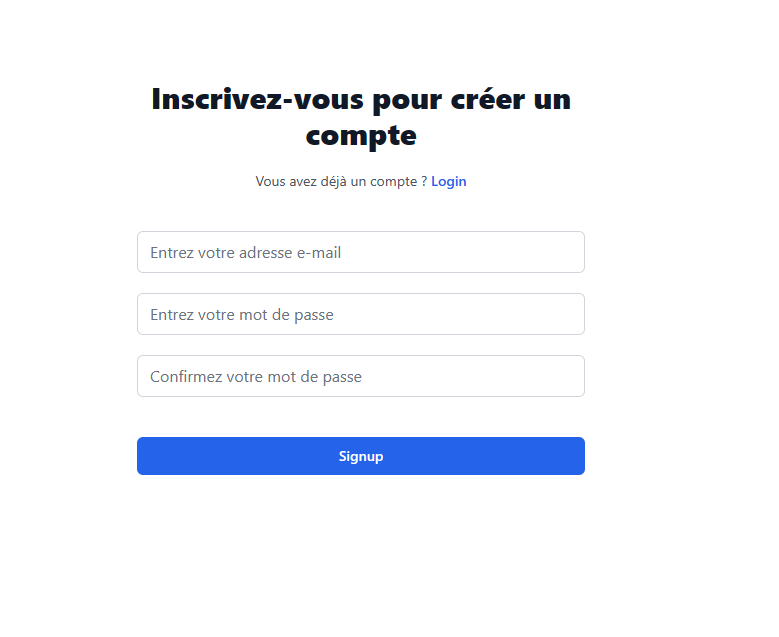 Inscrivez-vous pour créer un
compte
Vous avez déjà un compte ? Login
Entrez votre adresse e-mail
Entrez votre mot de passe
Confirmez votre mot de passe
Signup